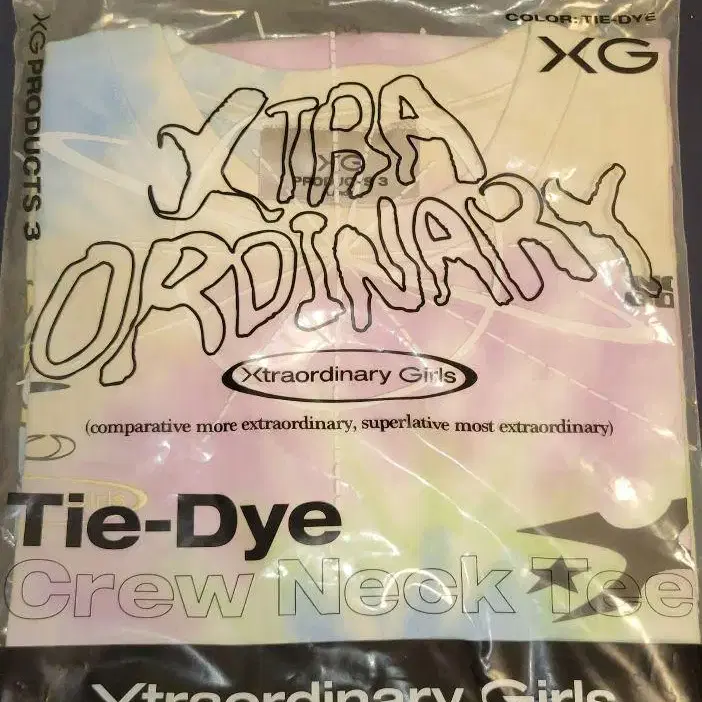 COLOR: TIE-DYE
XG
XG PRODUCTS 3
XTRA
XG
ORDINARY
Xtraordinary Girls
(comparative more extraordinary, superlative most extraordinary)
Tie-Dye
Crew Neck Tee
Xtraordinary Girls